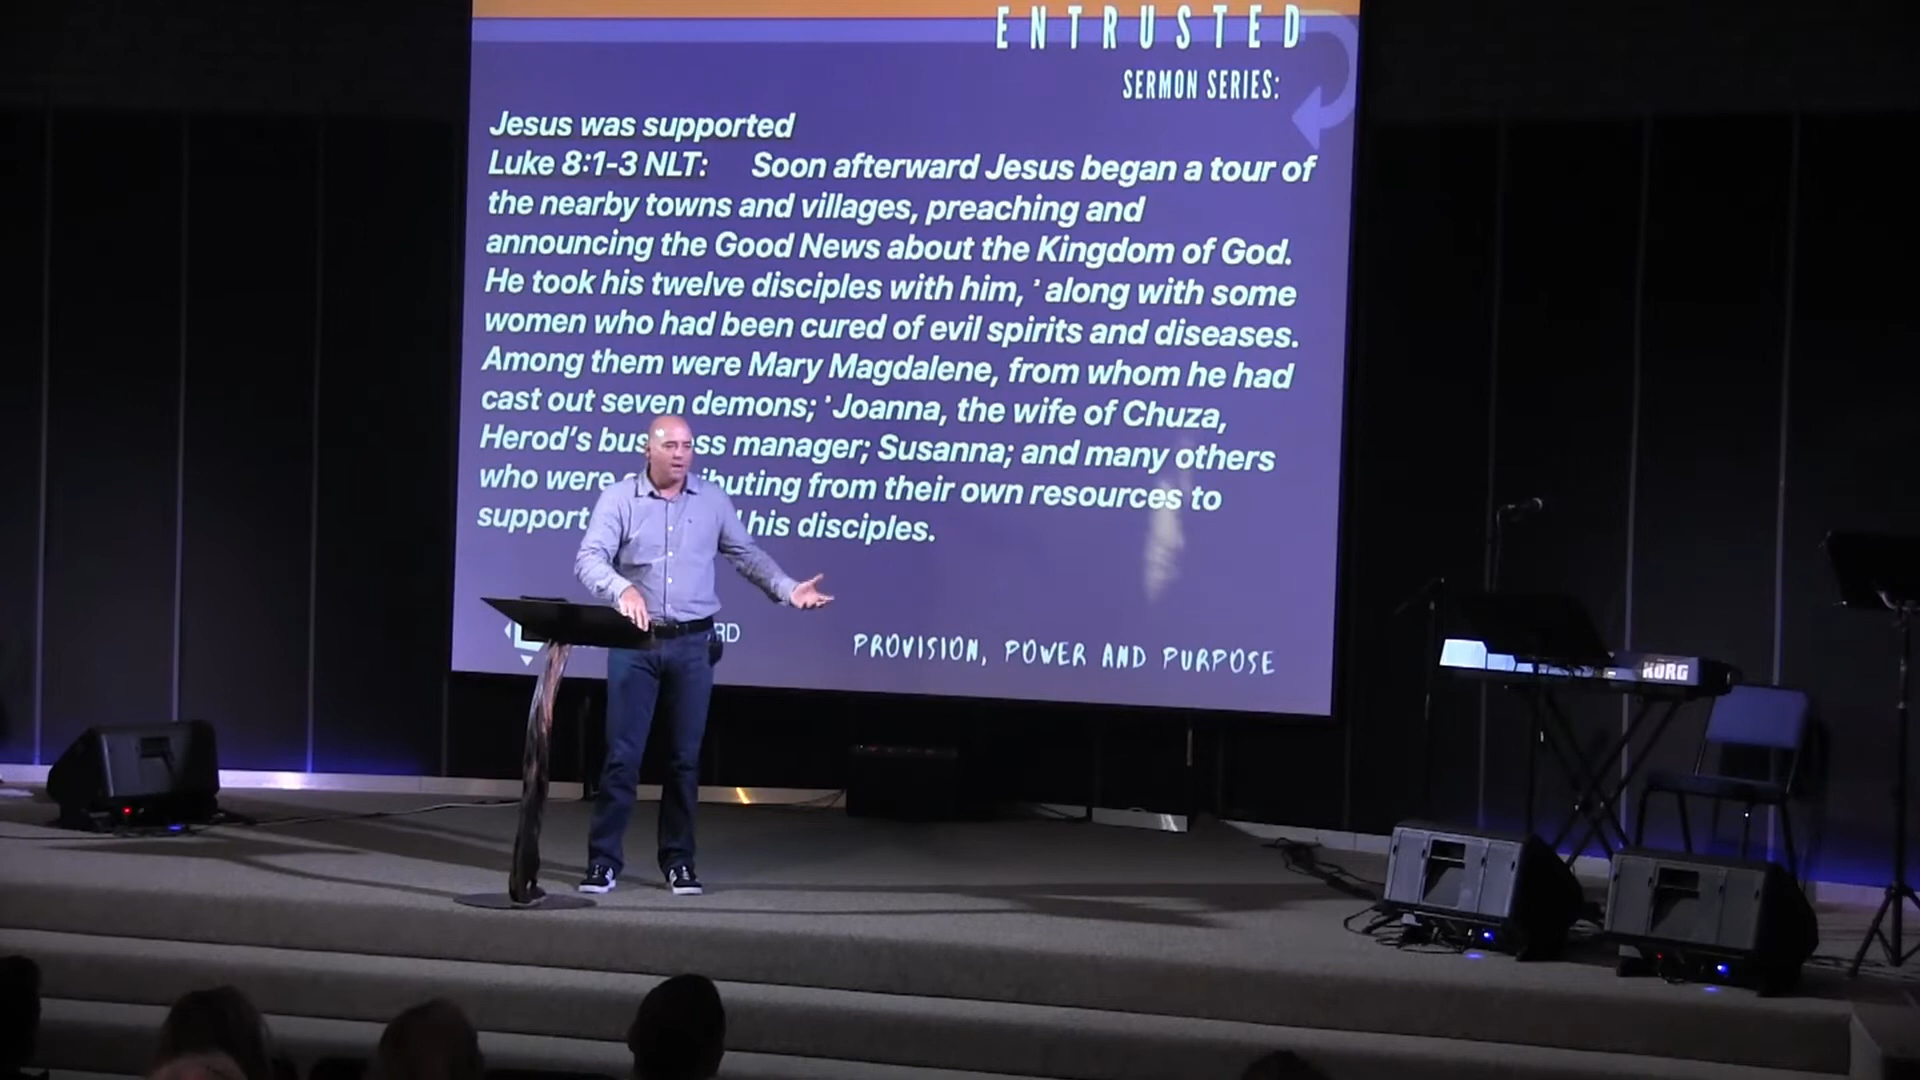 ENTRUSTED
SERMON SERIES:
Jesus was supported
Luke 8:1-3 NLT: Soon afterward Jesus began a tour of
the nearby towns and villages, preaching and
announcing the Good News about the Kingdom of God.
He took his twelve disciples with him, along with some
women who had been cured of evil spirits and diseases.
Among them were Mary Magdalene, from whom he had
cast out seven demons; Joanna, the wife of Chuza,
Herod's bus ss manager; Susanna; and many others
who were ibuting from their own resources to
support his disciples.
RD
PROVISION, POWER AND PURPOSE
KORG